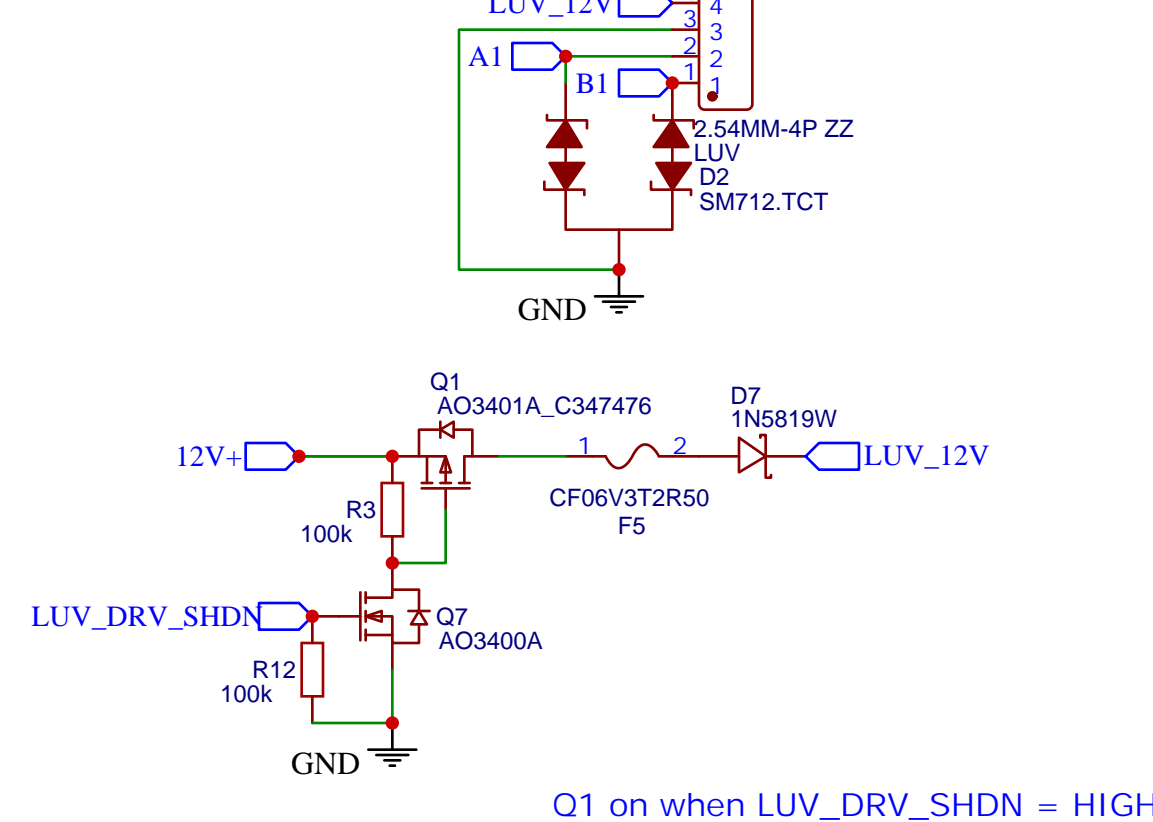 LUV_12V
4
4
3
3
A1
2
2
B1
1
1
2.54MM-4P ZZ
LUV
D2
SM712.TCT
GND
Q1
AO3401A_C347476
D7
1N5819W
12V+
1
2
LUV_12V
R3
100k
CF06V3T2R50
F5
LUV_DRV_SHDN
Q7
AO3400A
R12
100k
GND
Q1 on when LUV_DRV_SHDN = HIGH